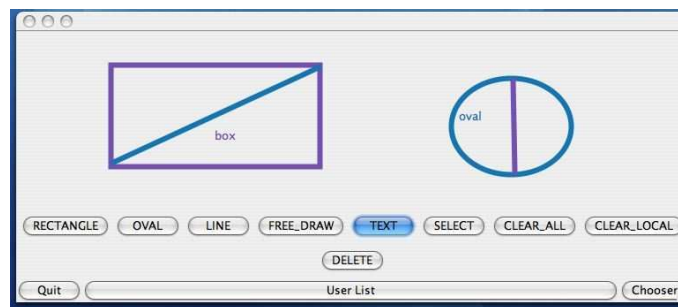 box
oval
RECTANGLE OVAL LINE FREE_DRAW TEXT SELECT CLEAR_ALL CLEAR_LOCAL
DELETE
Quit User List Chooser